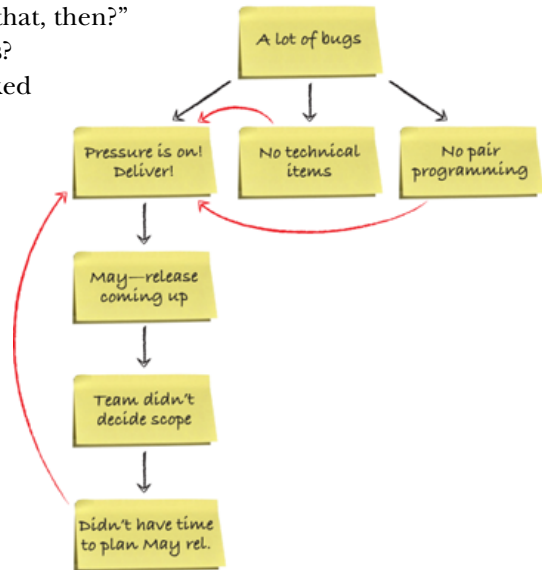 that, then?”
s?
ked
A lot of bugs
Pressure is on!
Deliver!
No technical
items
No pair
programming
May—release
coming up
Team didn't
decide scope
Didn't have time
to plan May rel.